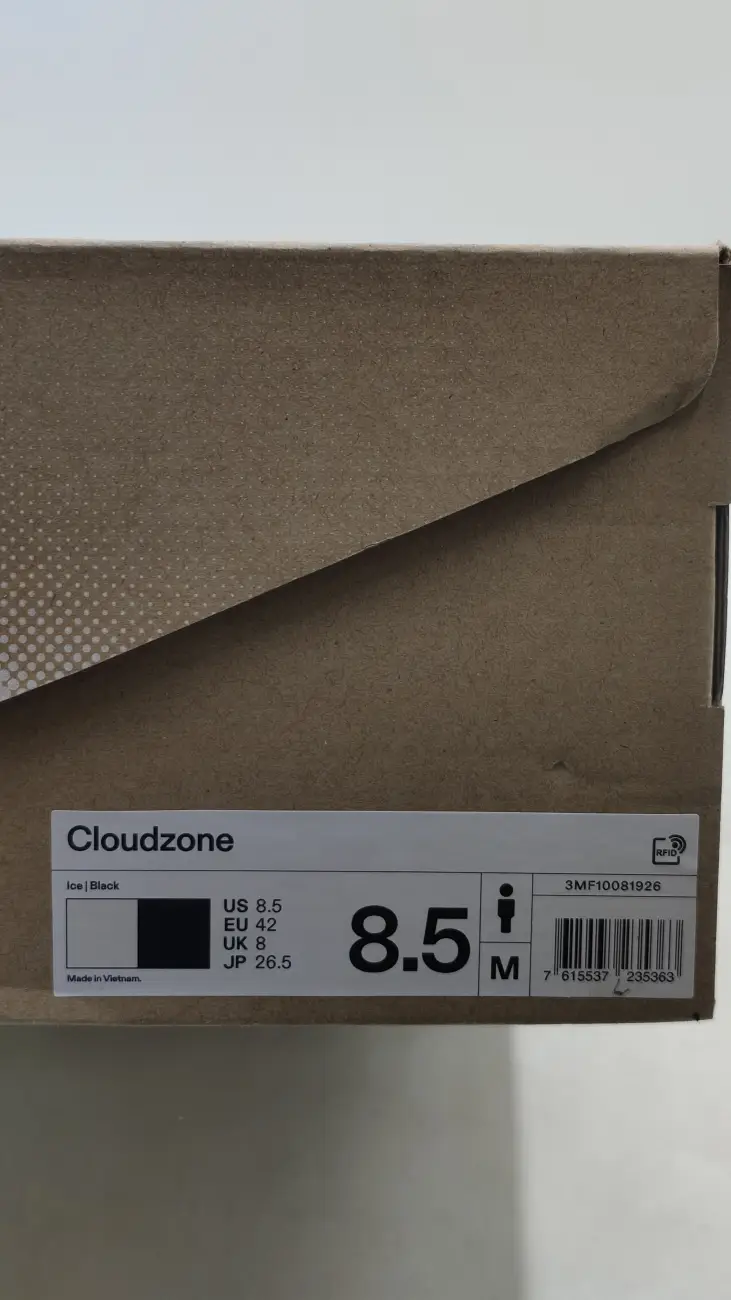 Cloudzone
RFID
Ice | Black
US 8.5
EU 42
UK 8
JP 26.5
Made in Vietnam.
8.5
M
3MF10081926
7 615537 235363